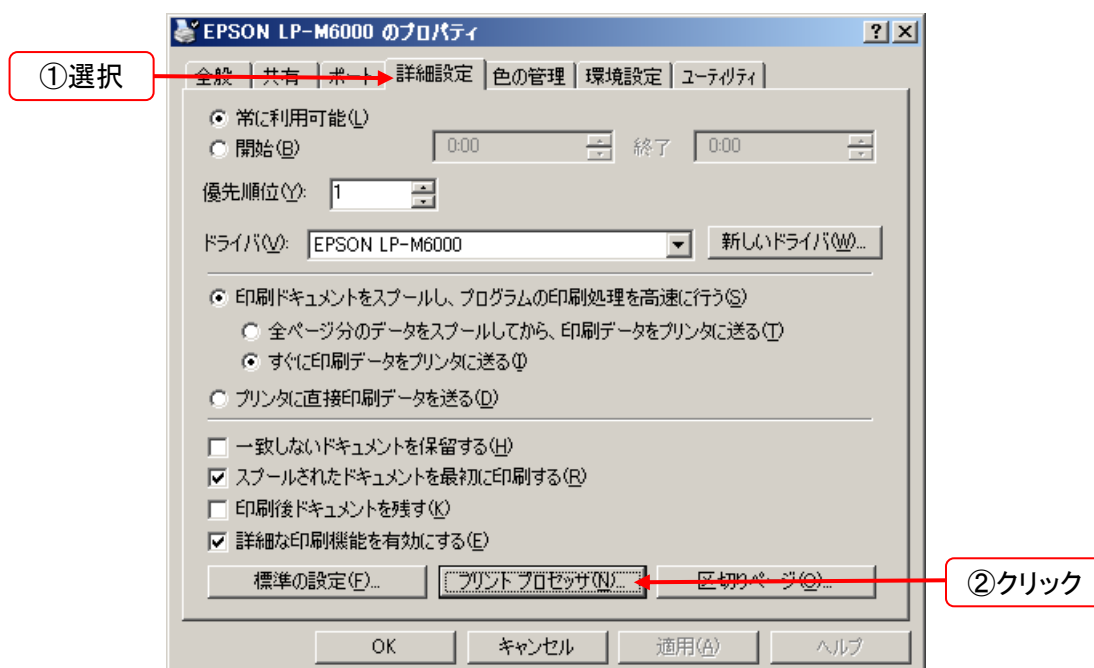 EPSON LP-M6000 のプロパティ
①選択
全般 共有 ポート 詳細設定 色の管理 環境設定 ユーティリティ
常に利用可能(L)
開始(B) 0:00 終了 0:00
優先順位(Y): 1
ドライバ(V): EPSON LP-M6000 新しいドライバ(W)...
印刷ドキュメントをスプールし、プログラムの印刷処理を高速に行う(S)
全ページ分のデータをスプールしてから、印刷データをプリンタに送る(T)
すぐに印刷データをプリンタに送る(I)
プリンタに直接印刷データを送る(D)
一致しないドキュメントを保留する(H)
スプールされたドキュメントを最初に印刷する(R)
印刷後ドキュメントを残す(K)
詳細な印刷機能を有効にする(E)
標準の設定(F)... プリント プロセッサ(N)... 区切りページ(O)...
②クリック
OK キャンセル 適用(A) ヘルプ